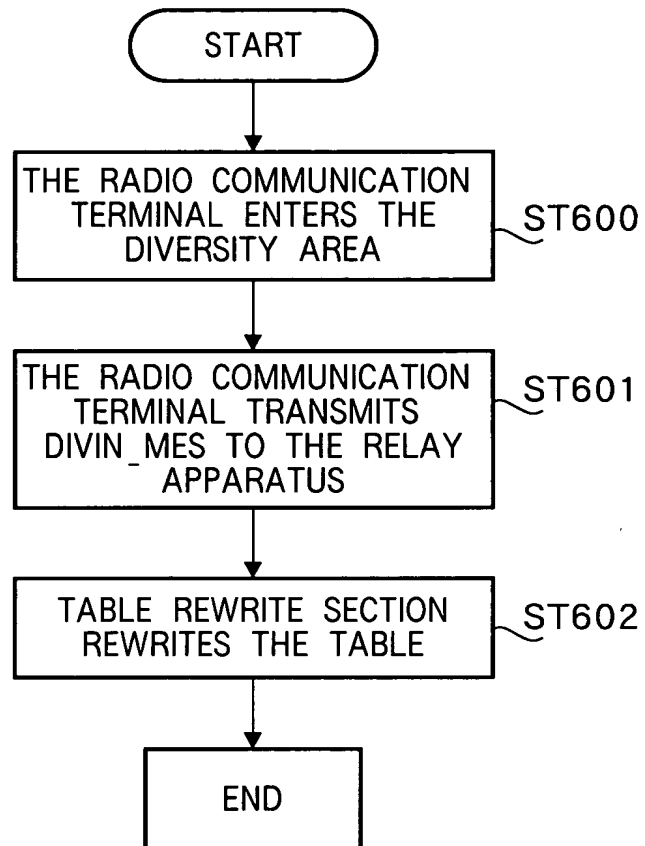 START
THE RADIO COMMUNICATION
TERMINAL ENTERS THE
DIVERSITY AREA
ST600
THE RADIO COMMUNICATION
TERMINAL TRANSMITS
DIVIN_MES TO THE RELAY
APPARATUS
ST601
TABLE REWRITE SECTION
REWRITES THE TABLE
ST602
END